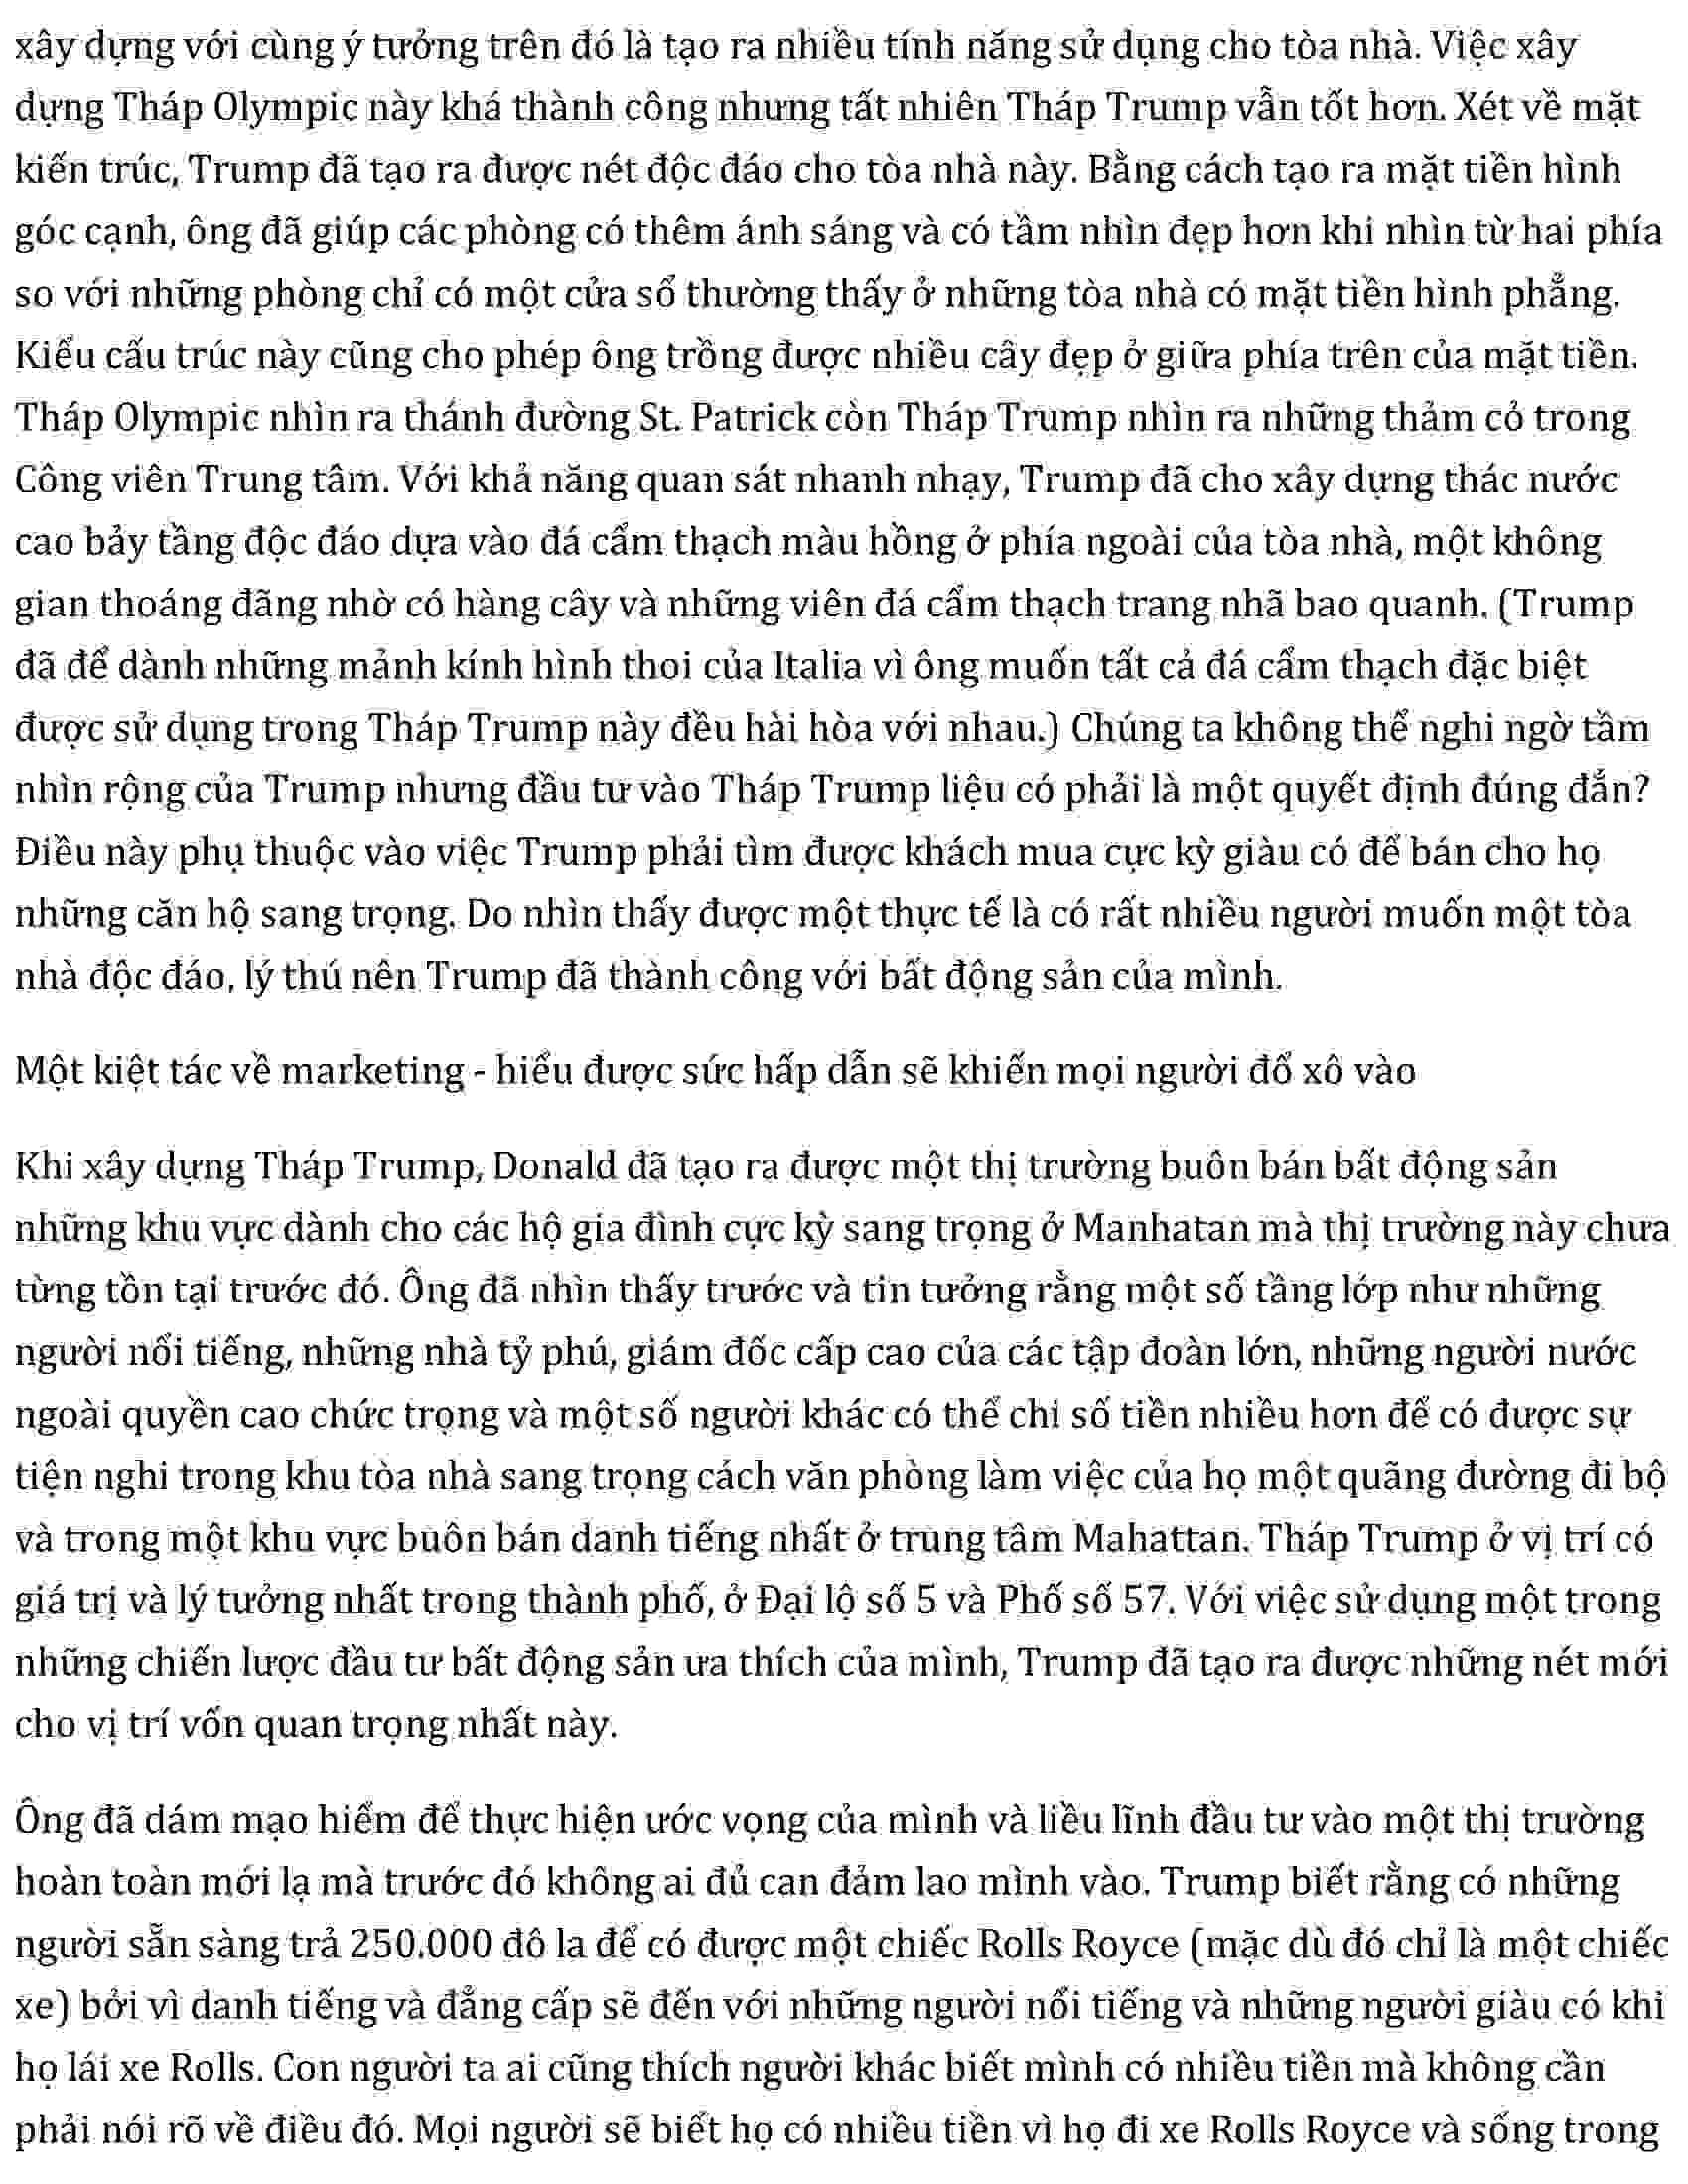 xây dựng với cùng ý tưởng trên đó là tạo ra nhiều tính năng sử dụng cho tòa nhà. Việc xây
dựng Tháp Olympic này khá thành công nhưng tất nhiên Tháp Trump vẫn tốt hơn. Xét về mặt
kiến trúc, Trump đã tạo ra được nét độc đáo cho tòa nhà này. Bằng cách tạo ra mặt tiền hình
góc cạnh, ông đã giúp các phòng có thêm ánh sáng và có tầm nhìn đẹp hơn khi nhìn từ hai phía
so với những phòng chỉ có một cửa sổ thường thấy ở những tòa nhà có mặt tiền hình phẳng.
Kiểu cấu trúc này cũng cho phép ông trồng được nhiều cây đẹp ở giữa phía trên của mặt tiền.
Tháp Olympic nhìn ra thánh đường St. Patrick còn Tháp Trump nhìn ra những thảm cỏ trong
Công viên Trung tâm. Với khả năng quan sát nhanh nhạy, Trump đã cho xây dựng thác nước
cao bảy tầng độc đáo dựa vào đá cẩm thạch màu hồng ở phía ngoài của tòa nhà, một không
gian thoáng đãng nhờ có hàng cây và những viên đá cẩm thạch trang nhã bao quanh. (Trump
đã để dành những mảnh kính hình thoi của Italia vì ông muốn tất cả đá cẩm thạch đặc biệt
được sử dụng trong Tháp Trump này đều hài hòa với nhau.) Chúng ta không thể nghi ngờ tầm
nhìn rộng của Trump nhưng đầu tư vào Tháp Trump liệu có phải là một quyết định đúng đắn?
Điều này phụ thuộc vào việc Trump phải tìm được khách mua cực kỳ giàu có để bán cho họ
những căn hộ sang trọng. Do nhìn thấy được một thực tế là có rất nhiều người muốn một tòa
nhà độc đáo, lý thú nên Trump đã thành công với bất động sản của mình.
Một kiệt tác về marketing - hiểu được sức hấp dẫn sẽ khiến mọi người đổ xô vào
Khi xây dựng Tháp Trump, Donald đã tạo ra được một thị trường buôn bán bất động sản
những khu vực dành cho các hộ gia đình cực kỳ sang trọng ở Manhatan mà thị trường này chưa
từng tồn tại trước đó. Ông đã nhìn thấy trước và tin tưởng rằng một số tầng lớp như những
người nổi tiếng, những nhà tỷ phú, giám đốc cấp cao của các tập đoàn lớn, những người nước
ngoài quyền cao chức trọng và một số người khác có thể chi số tiền nhiều hơn để có được sự
tiện nghi trong khu tòa nhà sang trọng cách văn phòng làm việc của họ một quãng đường đi bộ
và trong một khu vực buôn bán danh tiếng nhất ở trung tâm Mahattan. Tháp Trump ở vị trí có
giá trị và lý tưởng nhất trong thành phố, ở Đại lộ số 5 và Phố số 57. Với việc sử dụng một trong
những chiến lược đầu tư bất động sản ưa thích của mình, Trump đã tạo ra được những nét mới
cho vị trí vốn quan trọng nhất này.
Ông đã dám mạo hiểm để thực hiện ước vọng của mình và liều lĩnh đầu tư vào một thị trường
hoàn toàn mới lạ mà trước đó không ai đủ can đảm lao mình vào. Trump biết rằng có những
người sẵn sàng trả 250.000 đô la để có được một chiếc Rolls Royce (mặc dù đó chỉ là một chiếc
xe) bởi vì danh tiếng và đẳng cấp sẽ đến với những người nổi tiếng và những người giàu có khi
họ lái xe Rolls. Con người ta ai cũng thích người khác biết mình có nhiều tiền mà không cần
phải nói rõ về điều đó. Mọi người sẽ biết họ có nhiều tiền vì họ đi xe Rolls Royce và sống trong